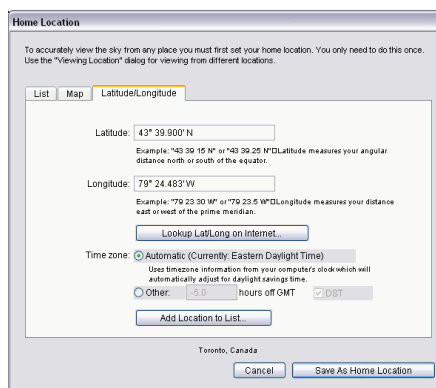 Home Location
To accurately view the sky from any place you must first set your home location. You only need to do this once.
Use the "Viewing Location" dialog for viewing from different locations.
List Map Latitude/Longitude
Latitude: 43° 39.900' N
Example: "43 39 15 N" or "43 39.25 N"□Latitude measures your angular
distance north or south of the equator.
Longitude: 79° 24.483' W
Example: "79 23 30 W" or "79 23.5 W"□Longitude measures your distance
east or west of the prime meridian.
Lookup Lat/Long on Internet...
Time zone: Automatic (Currently: Eastern Daylight Time)
Uses timezone information from your computer's clock which will
automatically adjust for daylight savings time.
Other: -5.0 hours off GMT DST
Add Location to List...
Toronto, Canada
Cancel Save As Home Location